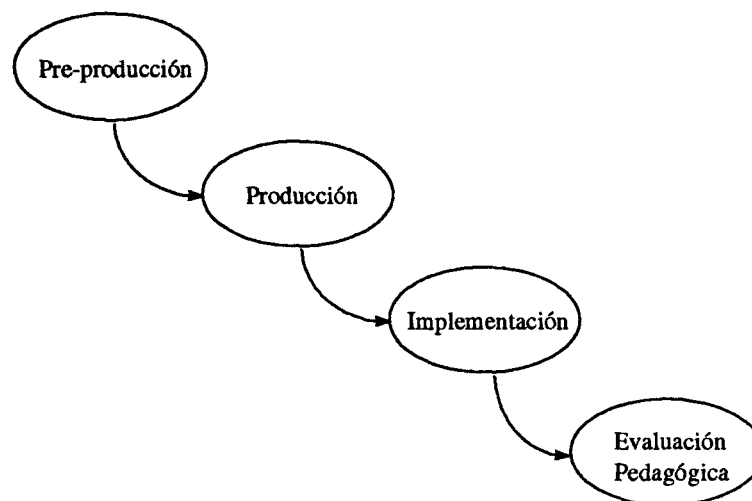 Pre-producción
Producción
Implementación
Evaluación
Pedagógica